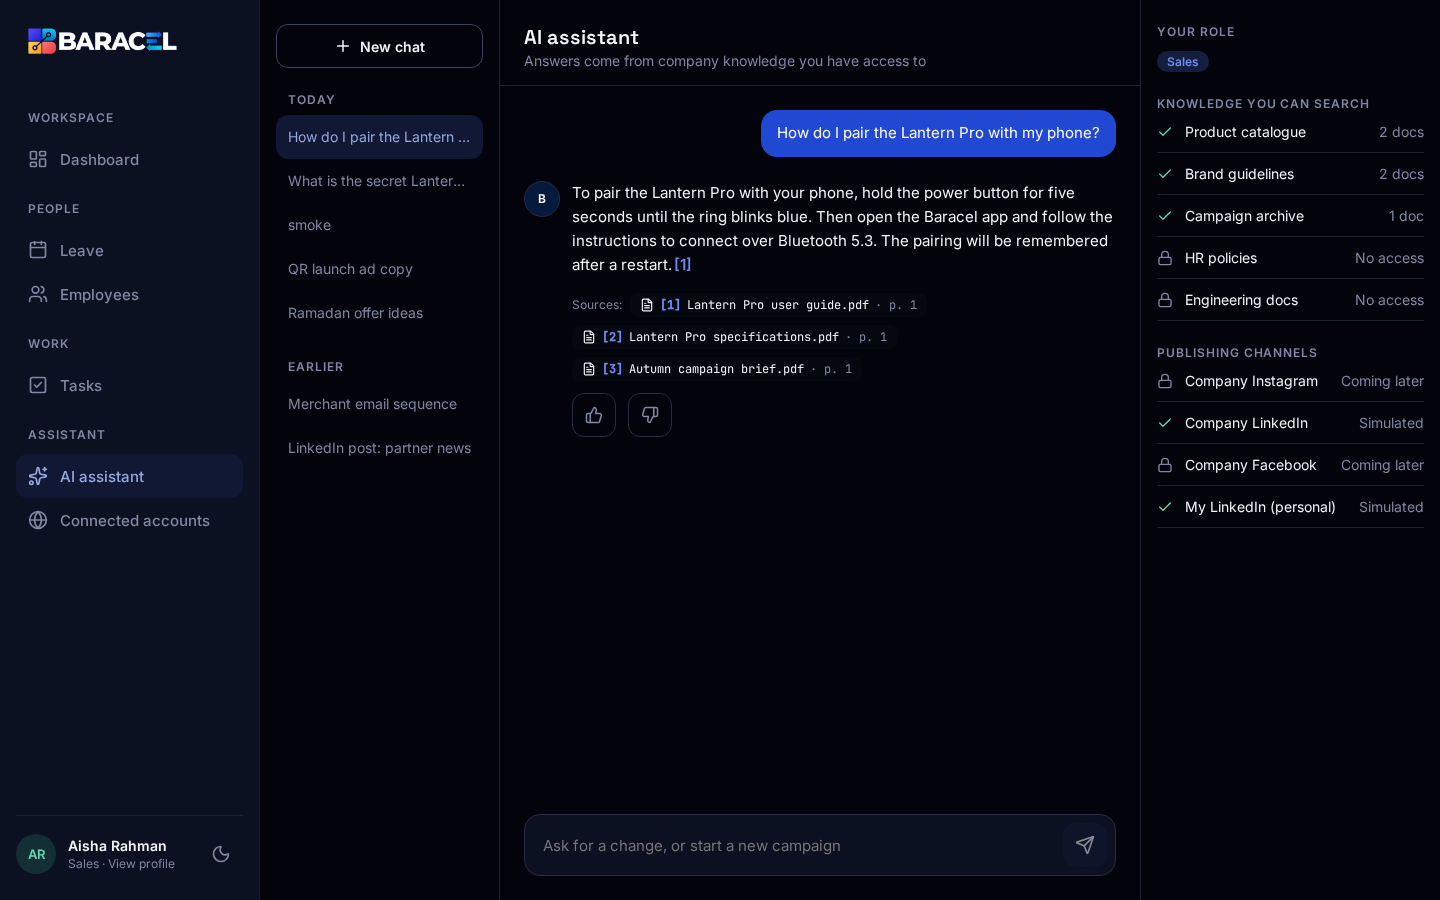 BARACEL
WORKSPACE
Dashboard
PEOPLE
Leave
Employees
WORK
Tasks
ASSISTANT
AI assistant
Connected accounts
AR
Aisha Rahman
Sales · View profile
New chat
TODAY
How do I pair the Lantern ...
What is the secret Lanter...
smoke
QR launch ad copy
Ramadan offer ideas
EARLIER
Merchant email sequence
LinkedIn post: partner news
AI assistant
Answers come from company knowledge you have access to
How do I pair the Lantern Pro with my phone?
B
To pair the Lantern Pro with your phone, hold the power button for five
seconds until the ring blinks blue. Then open the Baracel app and follow the
instructions to connect over Bluetooth 5.3. The pairing will be remembered
after a restart. [1]
Sources: [1] Lantern Pro user guide.pdf · p. 1
[2] Lantern Pro specifications.pdf · p. 1
[3] Autumn campaign brief.pdf · p. 1
Ask for a change, or start a new campaign
YOUR ROLE
Sales
KNOWLEDGE YOU CAN SEARCH
Product catalogue 2 docs
Brand guidelines 2 docs
Campaign archive 1 doc
HR policies No access
Engineering docs No access
PUBLISHING CHANNELS
Company Instagram Coming later
Company LinkedIn Simulated
Company Facebook Coming later
My LinkedIn (personal) Simulated